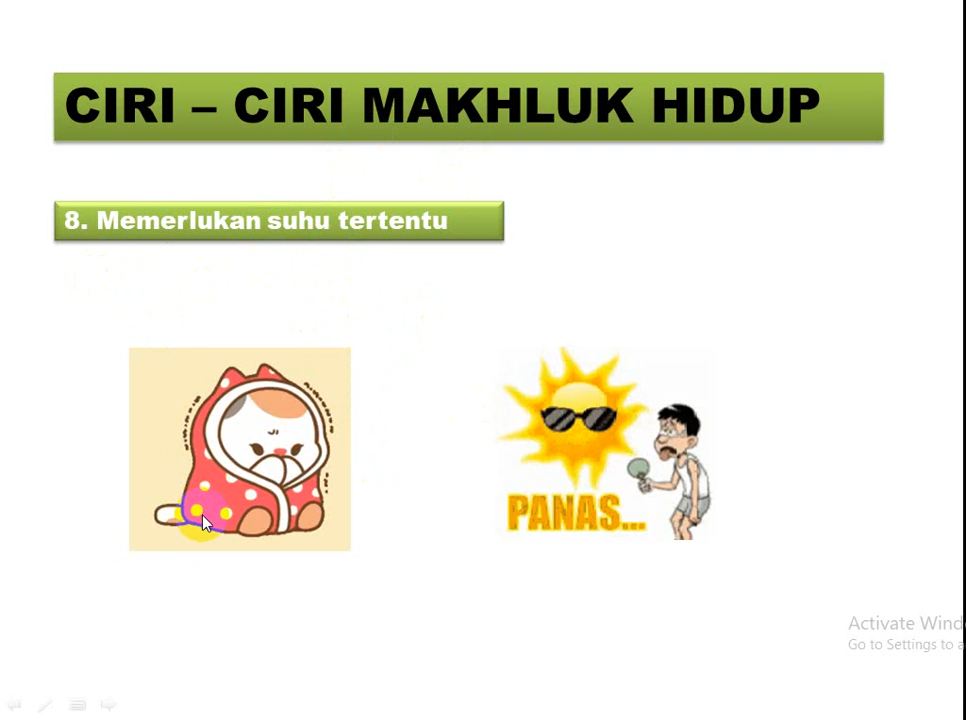 CIRI – CIRI MAKHLUK HIDUP
8. Memerlukan suhu tertentu
PANAS...
Activate Wind
Go to Settings to a